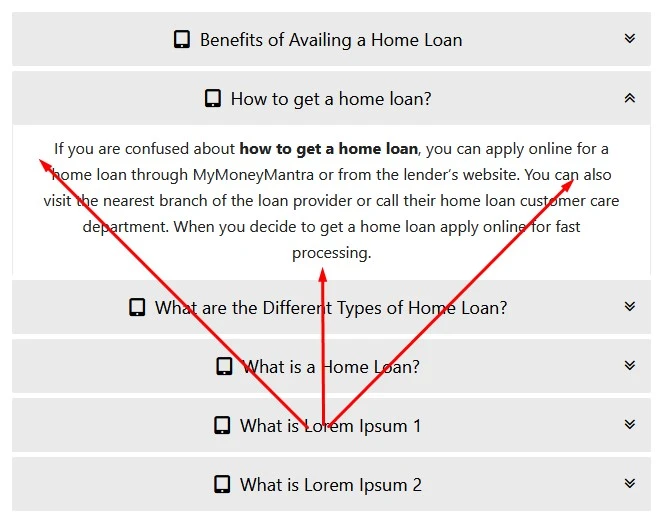 Benefits of Availing a Home Loan
How to get a home loan?
If you are confused about how to get a home loan, you can apply online for a
home loan through MyMoneyMantra or from the lender’s website. You can also
visit the nearest branch of the loan provider or call their home loan customer care
department. When you decide to get a home loan apply online for fast
processing.
What are the Different Types of Home Loan?
What is a Home Loan?
What is Lorem Ipsum 1
What is Lorem Ipsum 2